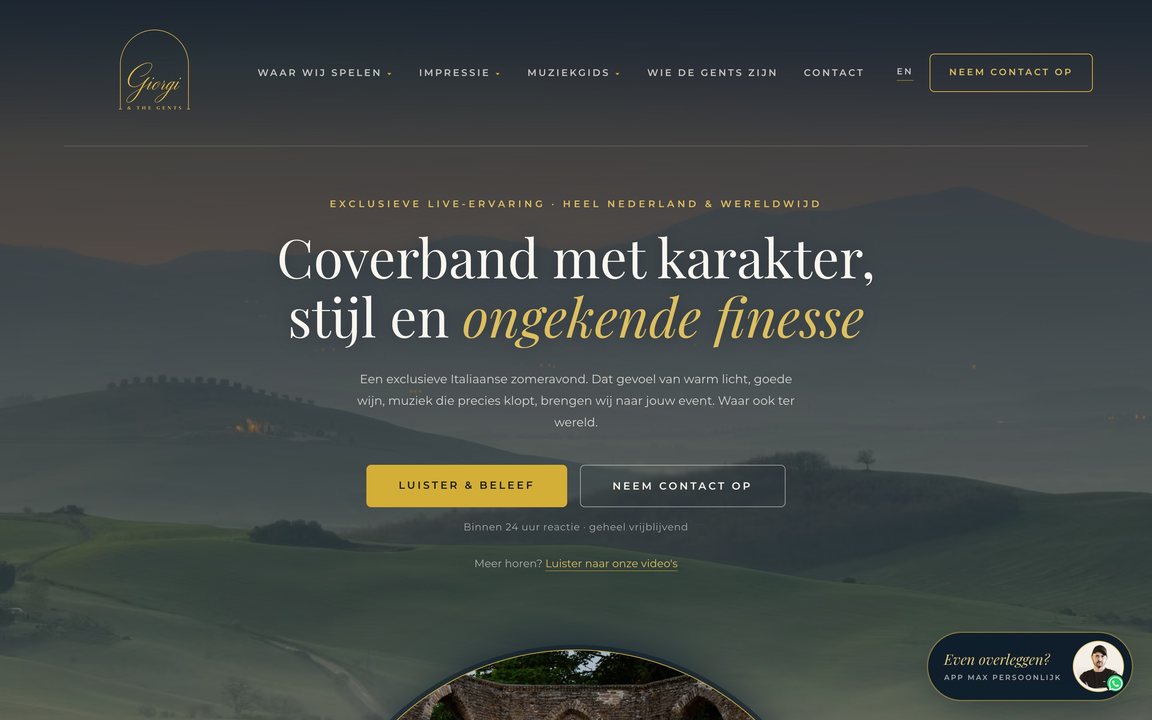 Giorgi
& THE GENTS
WAAR WIJ SPELEN
IMPRESSIE
MUZIEKGIDS
WIE DE GENTS ZIJN
CONTACT
EN
NEEM CONTACT OP
EXCLUSIEVE LIVE-ERVARING · HEEL NEDERLAND & WERELDWIJD
Coverband met karakter,
stijl en ongekende finesse
Een exclusieve Italiaanse zomeravond. Dat gevoel van warm licht, goede
wijn, muziek die precies klopt, brengen wij naar jouw event. Waar ook ter
wereld.
LUISTER & BELEEF
NEEM CONTACT OP
Binnen 24 uur reactie · geheel vrijblijvend
Meer horen? Luister naar onze video's
Even overleggen?
APP MAX PERSOONLIJK